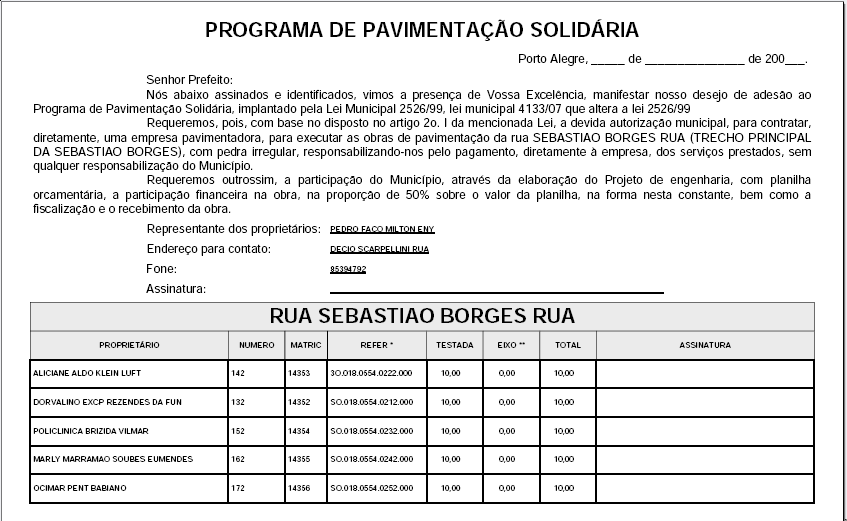 PROGRAMA DE PAVIMENTAÇÃO SOLIDÁRIA
Porto Alegre, _____ de _______________ de 200___.
Senhor Prefeito:
Nós abaixo assinados e identificados, vimos a presença de Vossa Excelência, manifestar nosso desejo de adesão ao
Programa de Pavimentação Solidária, implantado pela Lei Municipal 2526/99, lei municipal 4133/07 que altera a lei 2526/99
Requeremos, pois, com base no disposto no artigo 2o. I da mencionada Lei, a devida autorização municipal, para contratar,
diretamente, uma empresa pavimentadora, para executar as obras de pavimentação da rua SEBASTIAO BORGES RUA (TRECHO PRINCIPAL
DA SEBASTIAO BORGES), com pedra irregular, responsabilizando-nos pelo pagamento, diretamente à empresa, dos serviços prestados, sem
qualquer responsabilização do Município.
Requeremos outrossim, a participação do Município, através da elaboração do Projeto de engenharia, com planilha
orcamentária, a participação financeira na obra, na proporção de 50% sobre o valor da planilha, na forma nesta constante, bem como a
fiscalização e o recebimento da obra.
Representante dos proprietários: PEDRO FACO MILTON ENY
Endereço para contato: DECIO SCARPELLINI RUA
Fone: 85394792
Assinatura:
RUA SEBASTIAO BORGES RUA
PROPRIETÁRIO NUMERO MATRIC REFER * TESTADA EIXO ** TOTAL ASSINATURA
ALICIANE ALDO KLEIN LUFT 142 14353 3O.018.0554.0222.000 10,00 0,00 10,00
DORVALINO EXCP REZENDES DA FUN 132 14352 SO.018.0554.0212.000 10,00 0,00 10,00
POLICLINICA BRIZIDA VILMAR 152 14354 SO.018.0554.0232.000 10,00 0,00 10,00
MARLY MARRAMAO SOUBES EUMENDES 162 14355 SO.018.0554.0242.000 10,00 0,00 10,00
OCIMAR PENT BABIANO 172 14356 SO.018.0554.0252.000 10,00 0,00 10,00